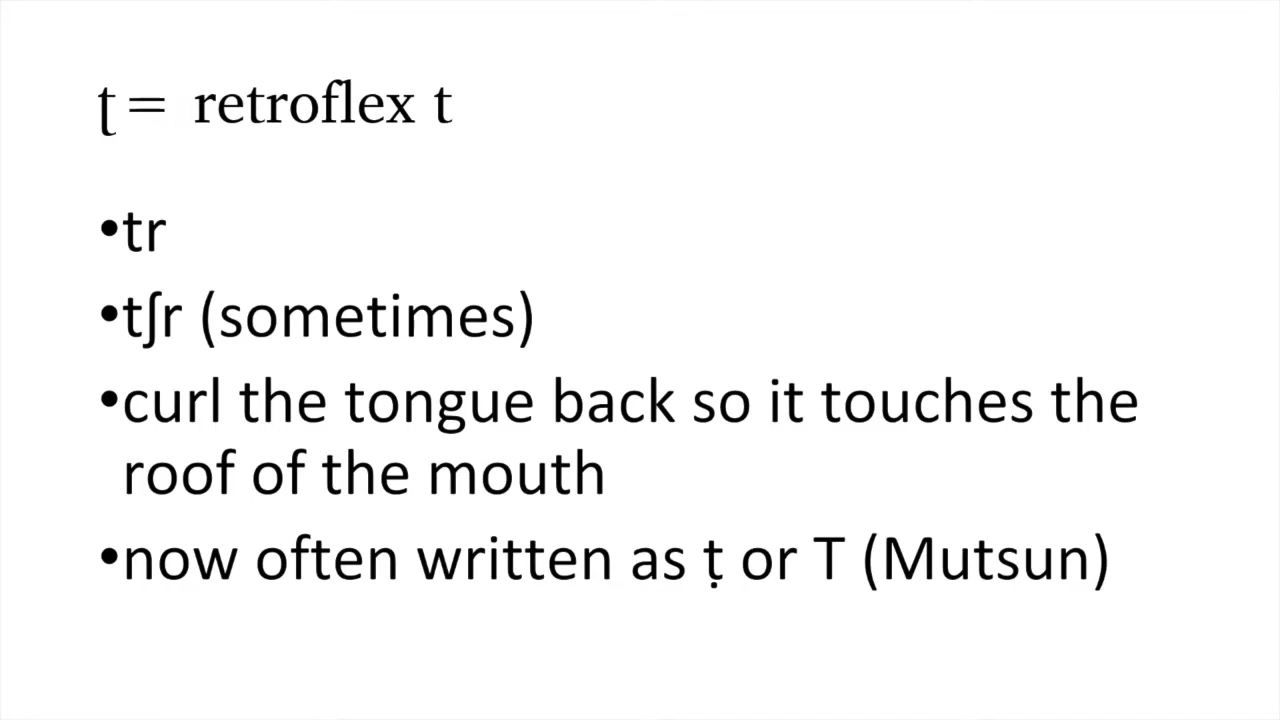 ʈ = retroflex t
•tr
•tʃr (sometimes)
•curl the tongue back so it touches the
roof of the mouth
•now often written as ṭ or T (Mutsun)